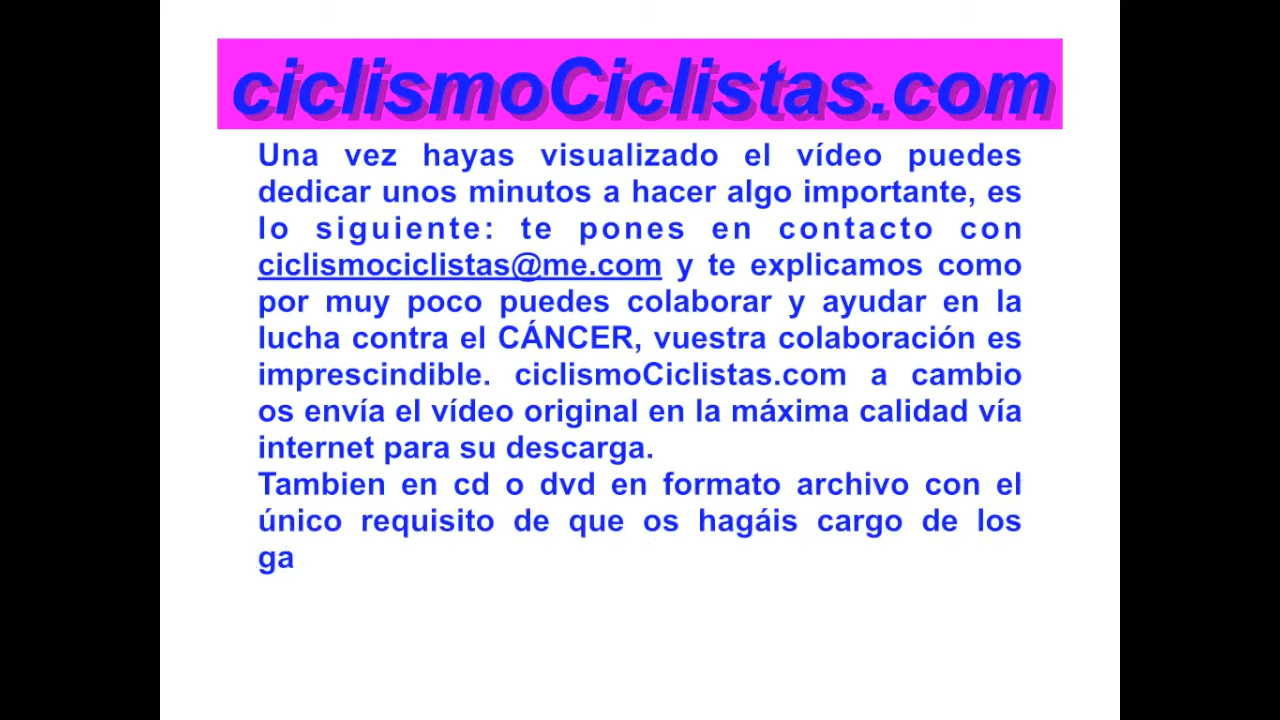 ciclismoCiclistas.com
Una vez hayas visualizado el vídeo puedes
dedicar unos minutos a hacer algo importante, es
lo siguiente: te pones en contacto con
ciclismociclistas@me.com y te explicamos como
por muy poco puedes colaborar y ayudar en la
lucha contra el CÁNCER, vuestra colaboración es
imprescindible. ciclismoCiclistas.com a cambio
os envía el vídeo original en la máxima calidad vía
internet para su descarga.
Tambien en cd o dvd en formato archivo con el
único requisito de que os hagáis cargo de los
ga